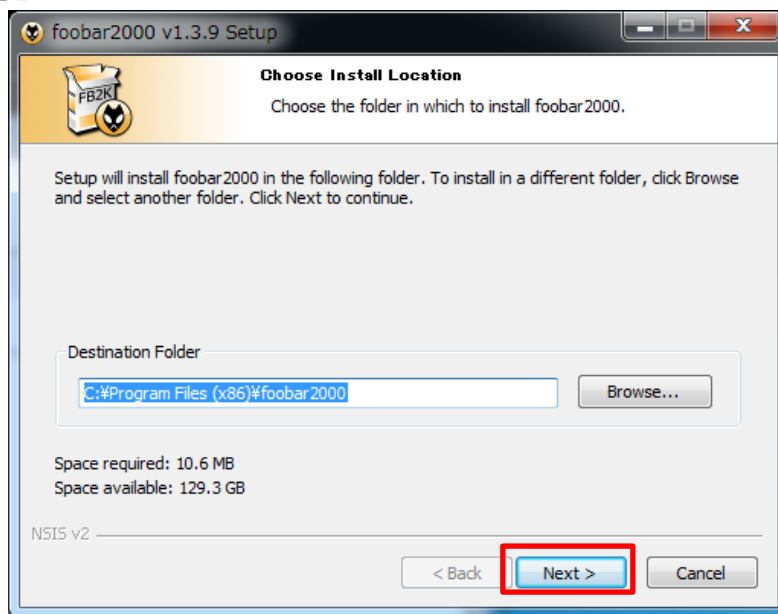 foobar2000 v1.3.9 Setup
FB2K
Choose Install Location
Choose the folder in which to install foobar2000.
Setup will install foobar2000 in the following folder. To install in a different folder, click Browse
and select another folder. Click Next to continue.
Destination Folder
C:¥Program Files (x86)¥foobar2000
Browse...
Space required: 10.6 MB
Space available: 129.3 GB
NSIS v2
< Back
Next >
Cancel